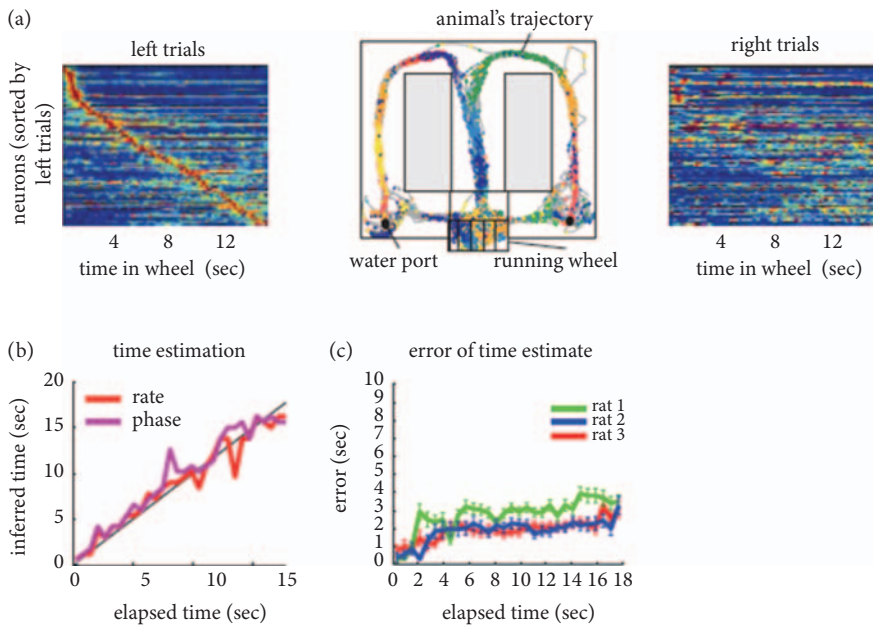 (a)
animal's trajectory
left trials
right trials
neurons (sorted by
left trials)
4 8 12
time in wheel (sec)
water port
running wheel
4 8 12
time in wheel (sec)
(b)
time estimation
20
15
10
5
0
inferred time (sec)
rate
phase
0 5 10 15
elapsed time (sec)
(c)
error of time estimate
10
9
8
7
6
5
4
3
2
1
0
error (sec)
rat 1
rat 2
rat 3
0 2 4 6 8 10 12 14 16 18
elapsed time (sec)